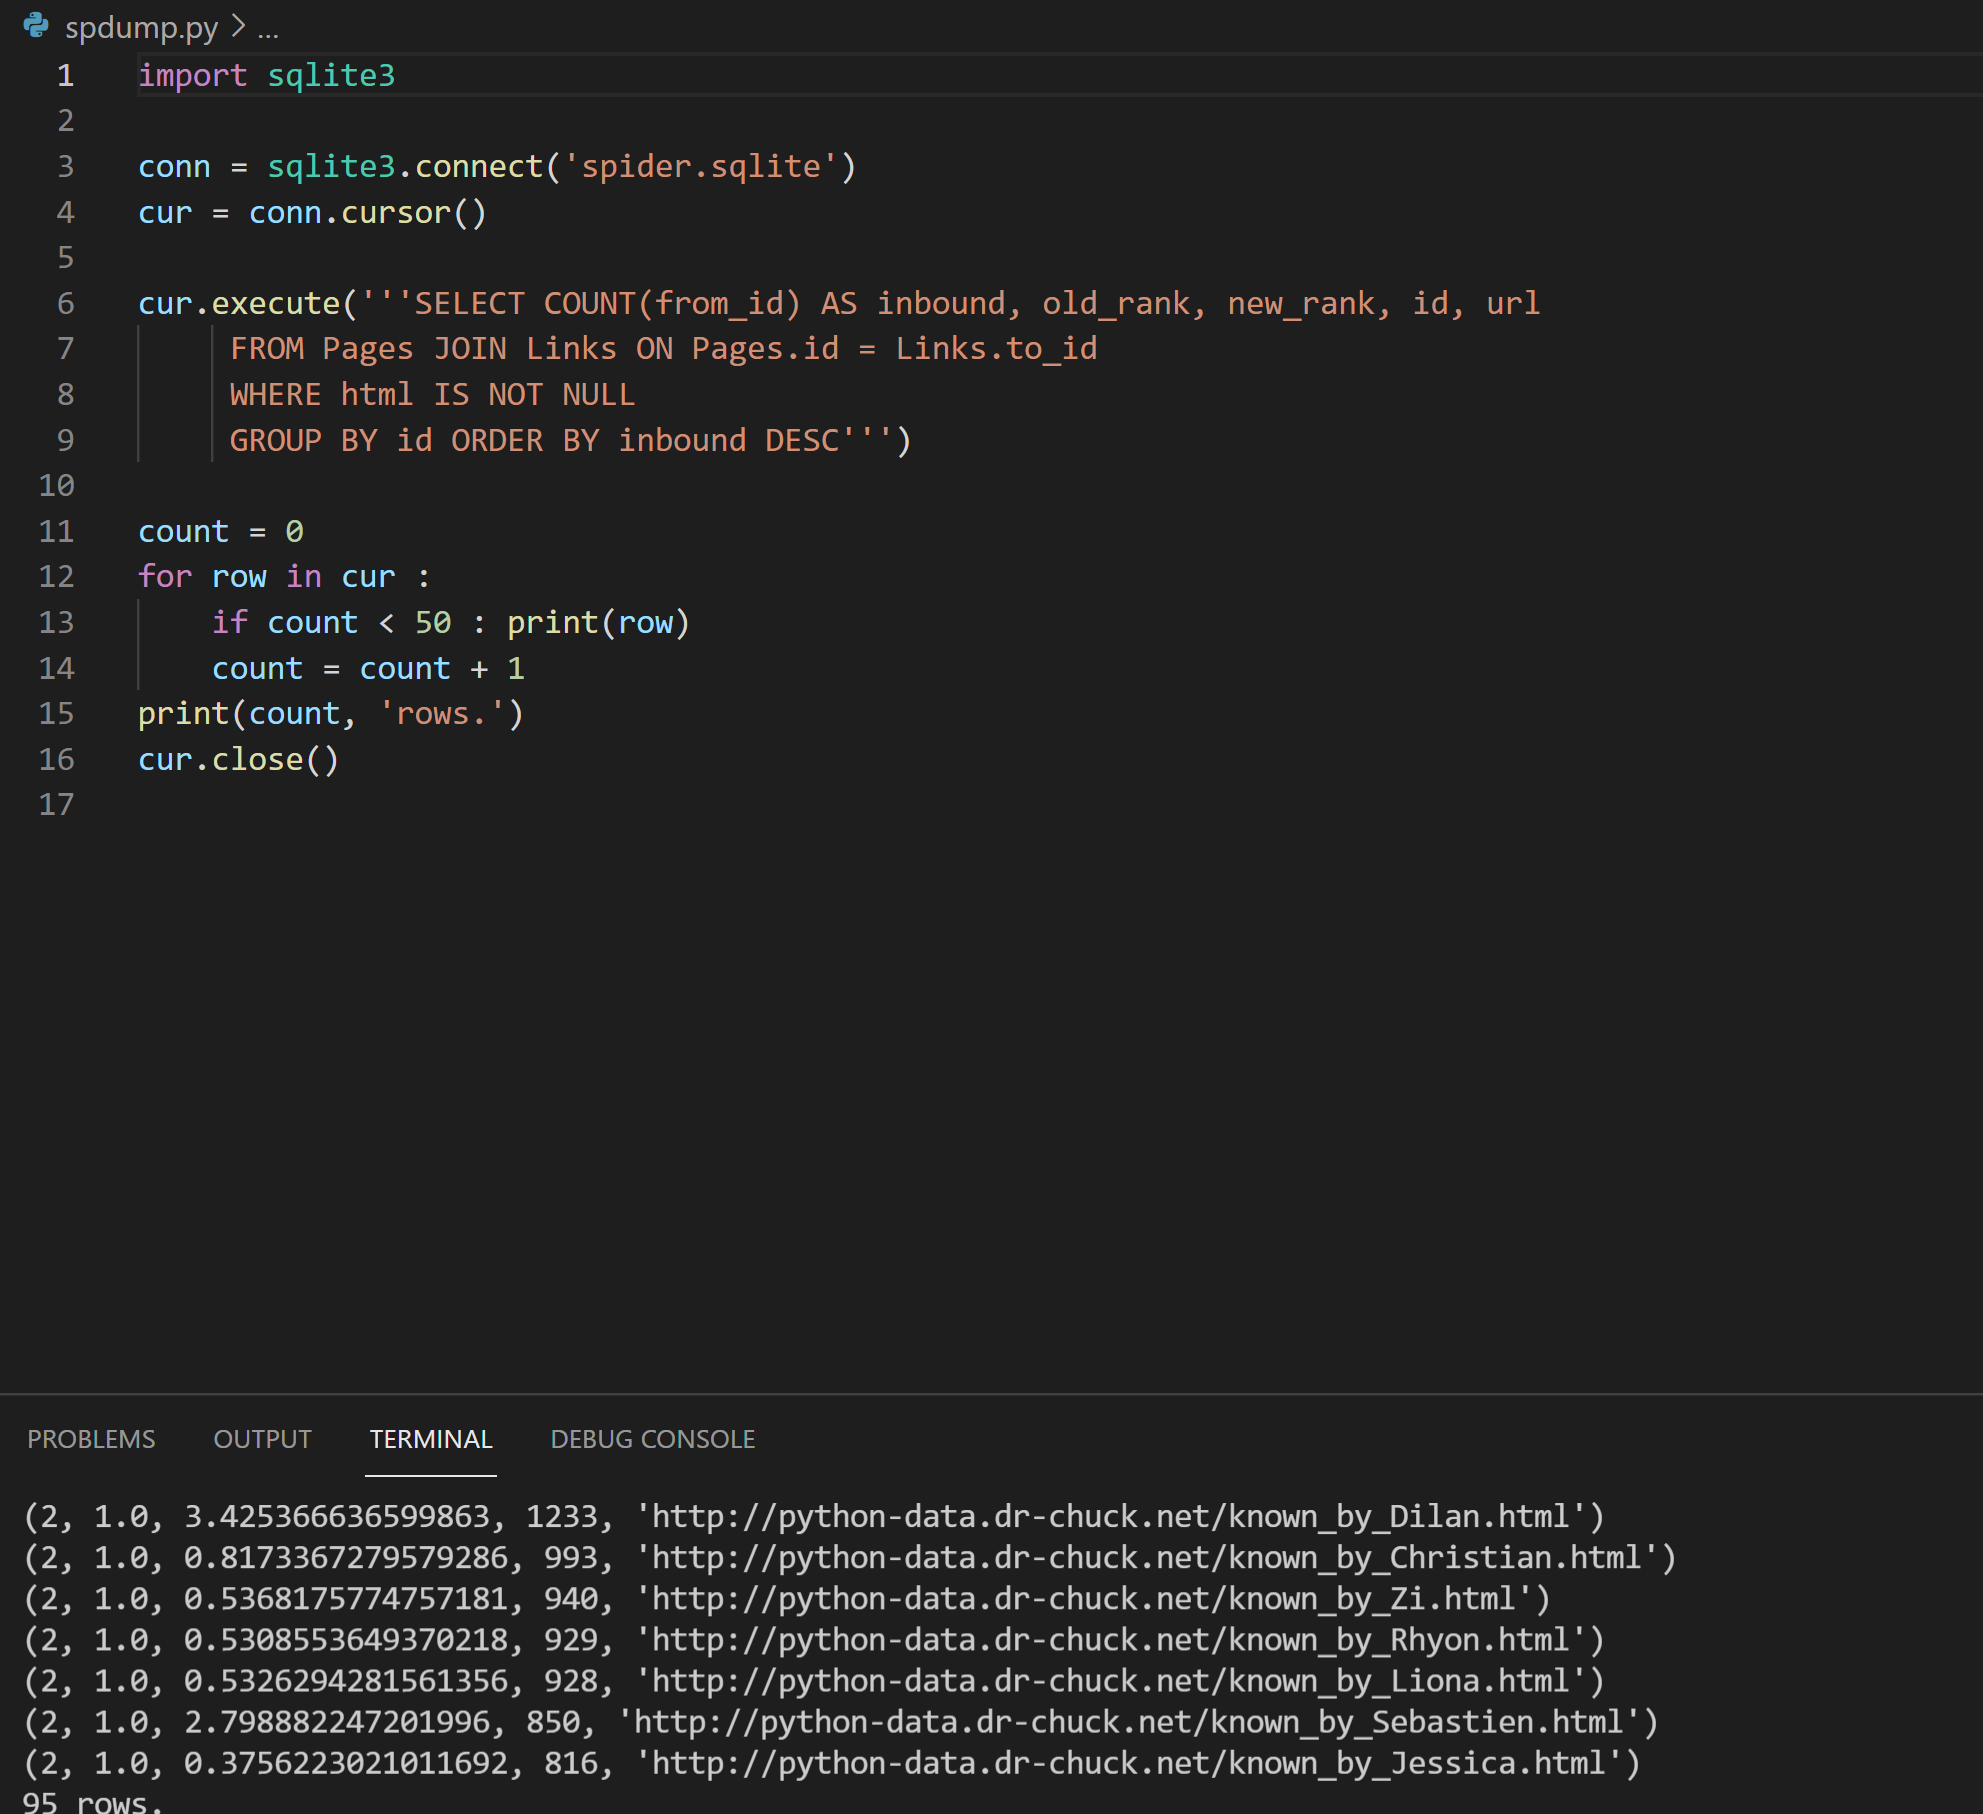 spdump.py > ...
1 import sqlite3
2
3 conn = sqlite3.connect('spider.sqlite')
4 cur = conn.cursor()
5
6 cur.execute('''SELECT COUNT(from_id) AS inbound, old_rank, new_rank, id, url
7 FROM Pages JOIN Links ON Pages.id = Links.to_id
8 WHERE html IS NOT NULL
9 GROUP BY id ORDER BY inbound DESC''')
10
11 count = 0
12 for row in cur :
13 if count < 50 : print(row)
14 count = count + 1
15 print(count, 'rows.')
16 cur.close()
17
PROBLEMS OUTPUT TERMINAL DEBUG CONSOLE
(2, 1.0, 3.425366636599863, 1233, 'http://python-data.dr-chuck.net/known_by_Dilan.html')
(2, 1.0, 0.8173367279579286, 993, 'http://python-data.dr-chuck.net/known_by_Christian.html')
(2, 1.0, 0.5368175774757181, 940, 'http://python-data.dr-chuck.net/known_by_Zi.html')
(2, 1.0, 0.5308553649370218, 929, 'http://python-data.dr-chuck.net/known_by_Rhyon.html')
(2, 1.0, 0.5326294281561356, 928, 'http://python-data.dr-chuck.net/known_by_Liona.html')
(2, 1.0, 2.798882247201996, 850, 'http://python-data.dr-chuck.net/known_by_Sebastien.html')
(2, 1.0, 0.3756223021011692, 816, 'http://python-data.dr-chuck.net/known_by_Jessica.html')
95 rows.